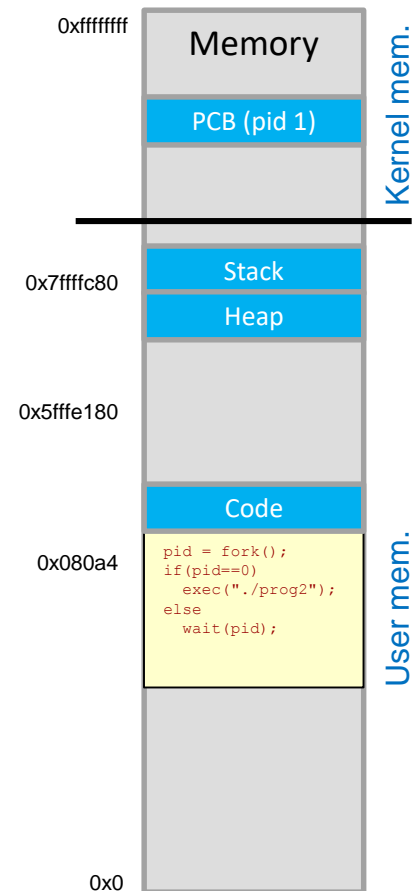 0xffffffff
Memory
Kernel mem.
PCB (pid 1)
Stack
0x7ffffc80
Heap
0x5fffe180
Code
0x080a4
pid = fork();
if(pid==0)
exec("./prog2");
else
wait(pid);
User mem.
0x0